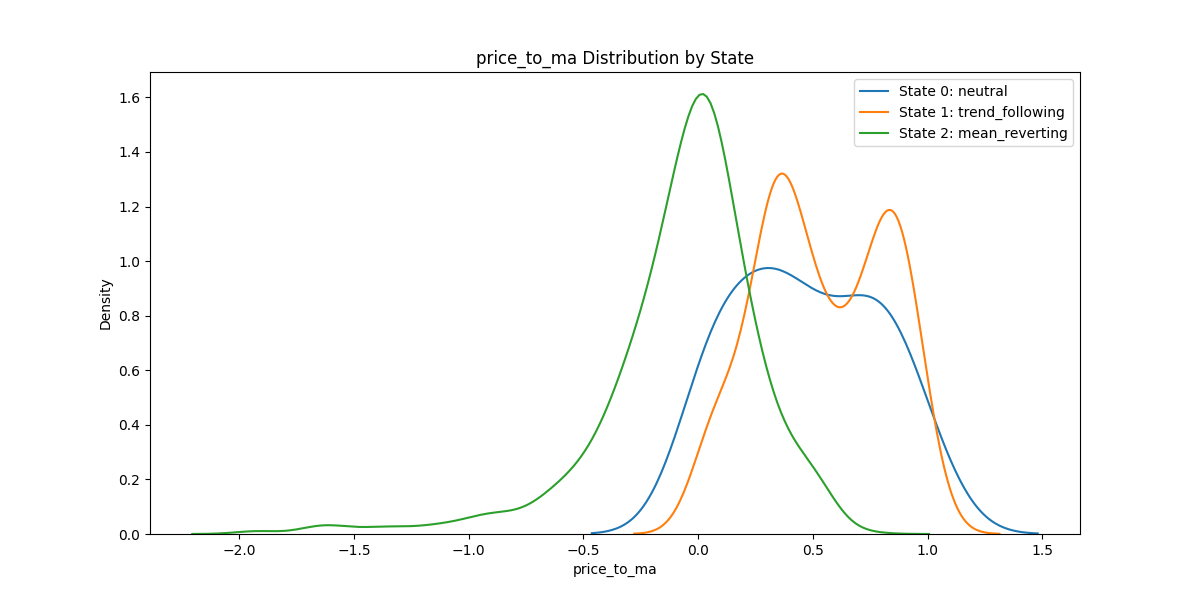 price_to_ma Distribution by State
State 0: neutral
State 1: trend_following
State 2: mean_reverting
Density
1.6
1.4
1.2
1.0
0.8
0.6
0.4
0.2
0.0
−2.0 −1.5 −1.0 −0.5 0.0 0.5 1.0 1.5
price_to_ma